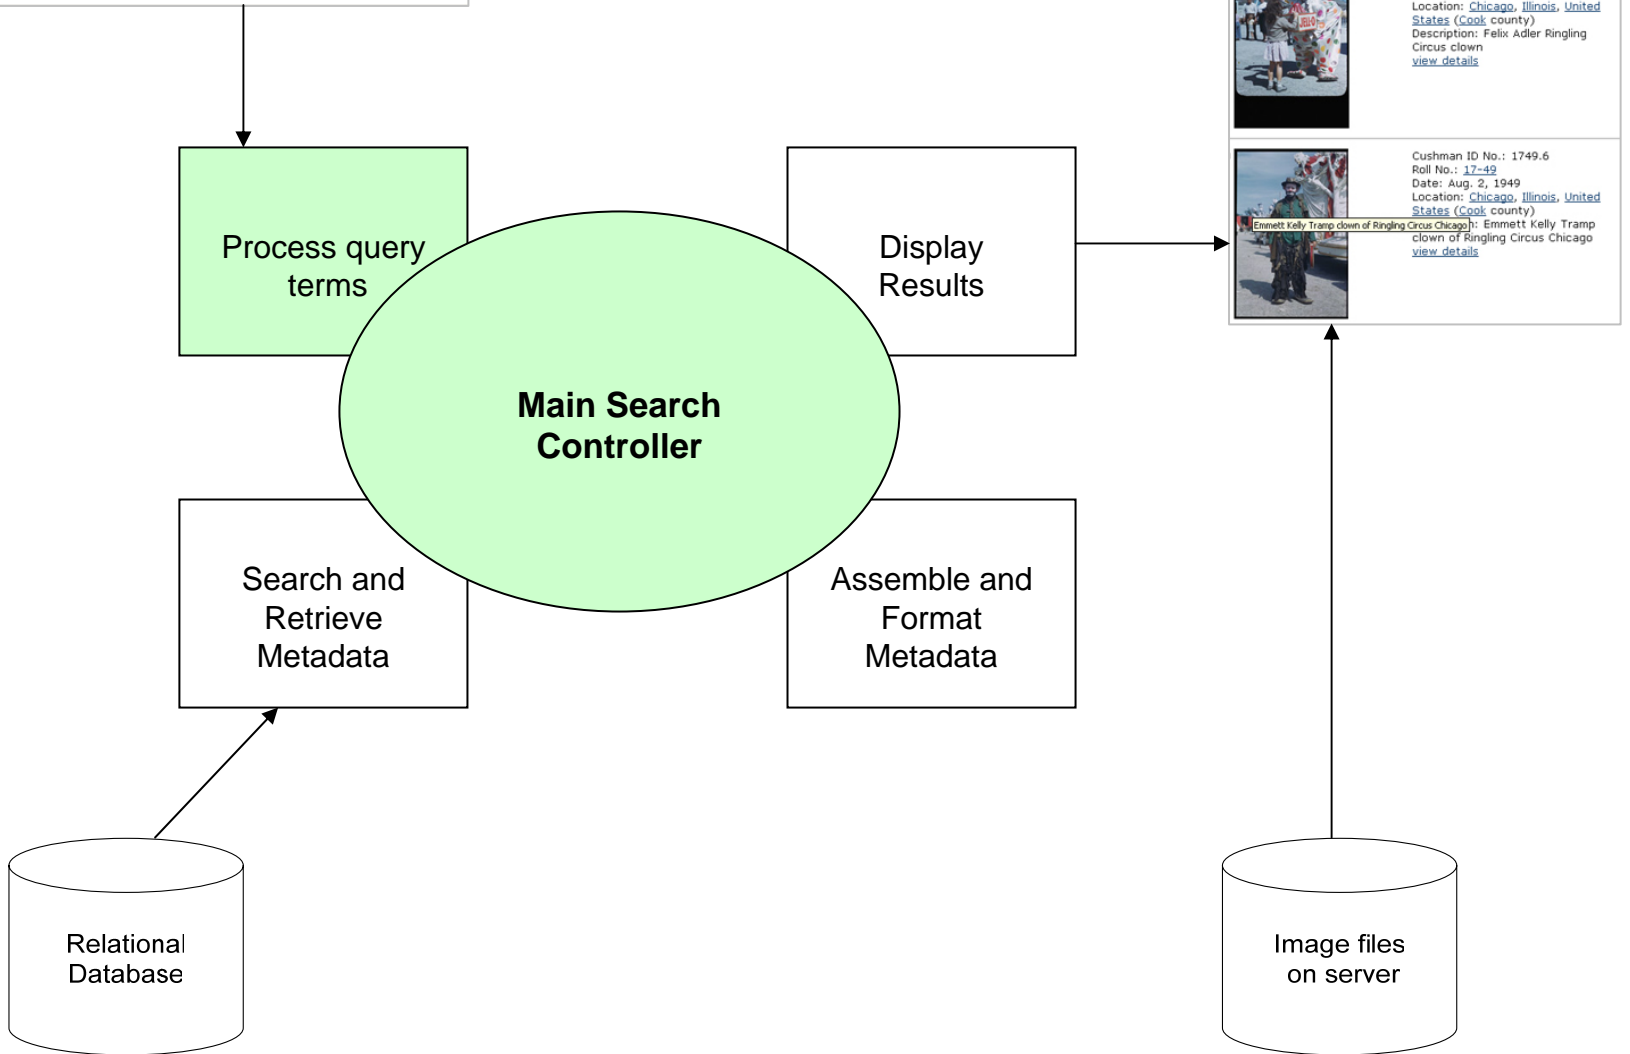 Location: Chicago, Illinois, United
States (Cook county)
Description: Felix Adler Ringling
Circus clown
view details
JELL-O
Cushman ID No.: 1749.6
Roll No.: 17-49
Date: Aug. 2, 1949
Location: Chicago, Illinois, United
States (Cook county)
Emmett Kelly Tramp clown of Ringling Circus Chicago
n: Emmett Kelly Tramp
clown of Ringling Circus Chicago
view details
Process query
terms
Display
Results
Main Search
Controller
Search and
Retrieve
Metadata
Assemble and
Format
Metadata
Relational
Database
Image files
on server